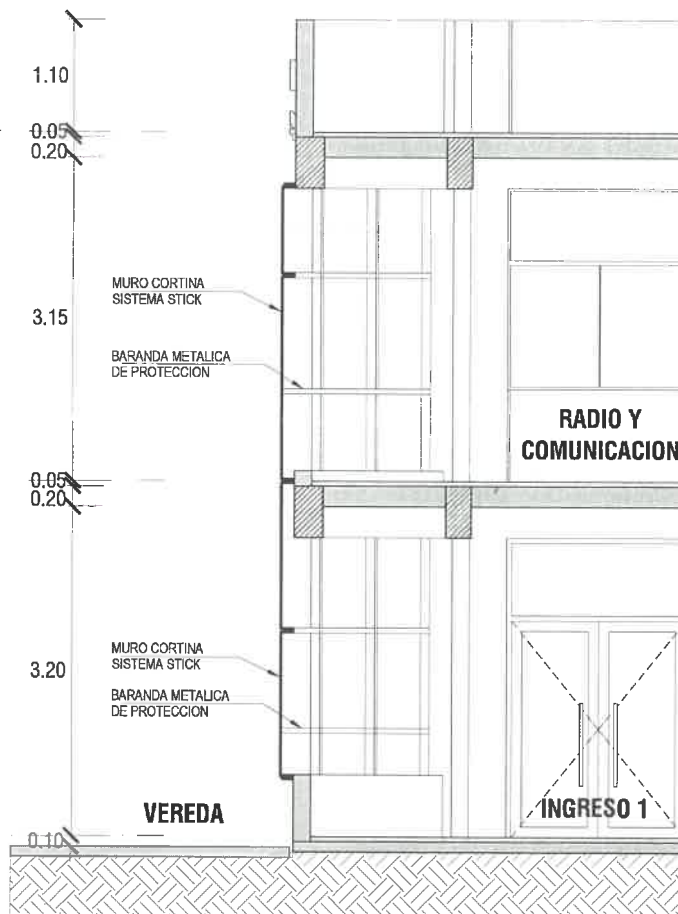 1.10
0.05
0.20
MURO CORTINA
SISTEMA STICK
3.15
BARANDA METALICA
DE PROTECCION
RADIO Y
COMUNICACION
0.05
0.20
MURO CORTINA
SISTEMA STICK
3.20
BARANDA METALICA
DE PROTECCION
VEREDA
INGRESO 1
0.10